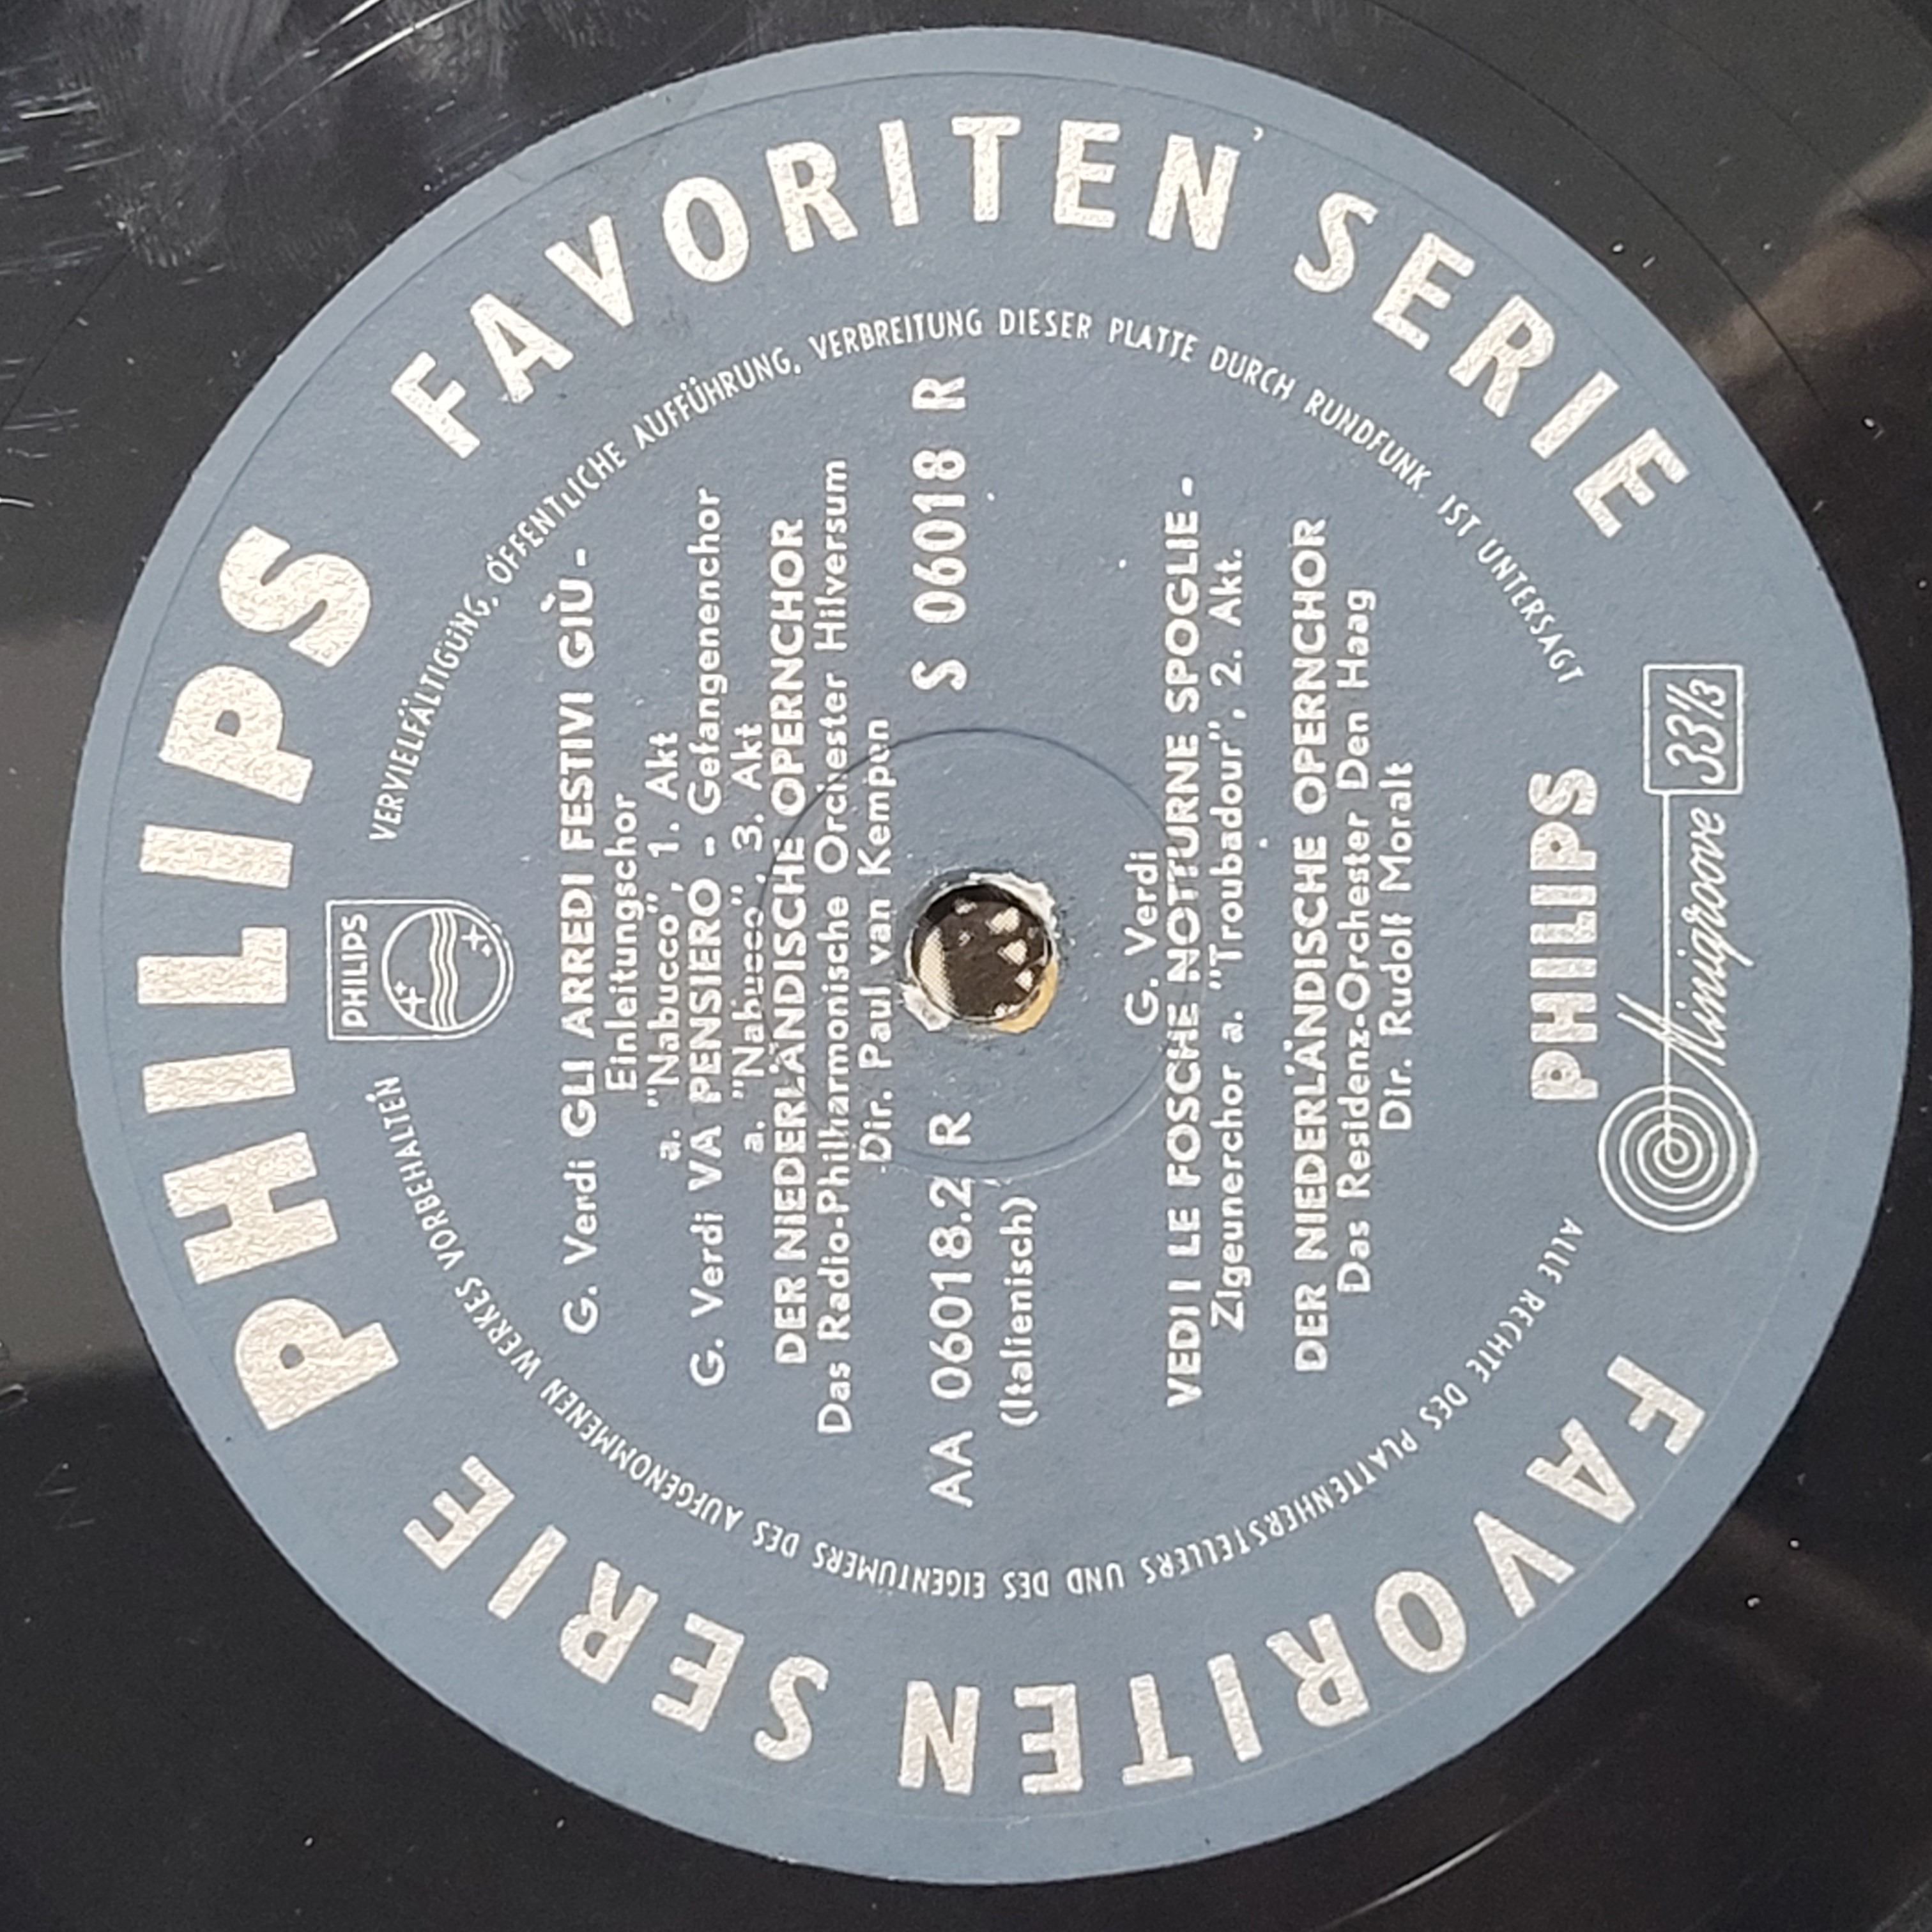 PHILIPS
FAVORITEN SERIE
FAVORITEN SERIE
VERVIELFÄLTIGUNG, ÖFFENTLICHE AUFFÜHRUNG, VERBREITUNG DIESER PLATTE DURCH RUNDFUNK. IST UNTERSAGT
ALLE RECHTE DES PLATTENHERSTELLERS UND DES EIGENTÜMERS DES AUFGENOMMENEN WERKES VORBEHALTEN
PHILIPS
G. Verdi GLI ARREDI FESTIVI GIÙ -
Einleitungschor
a. "Nabucco", 1. Akt
G. Verdi VA PENSIERO - Gefangenenchor
a. "Nabucco", 3. Akt
DER NIEDERLÄNDISCHE OPERNCHOR
Das Radio-Philharmonische Orchester Hilversum
Dir. Paul van Kempen
AA 06018.2 R
S 06018 R
(Italienisch)
G. Verdi
VEDI I LE FOSCHE NOTTURNE SPOGLIE -
Zigeunerchor a. "Troubadour", 2. Akt.
DER NIEDERLÄNDISCHE OPERNCHOR
Das Residenz-Orchester Den Haag
Dir. Rudolf Moralt
PHILIPS
Minigroove 33⅓